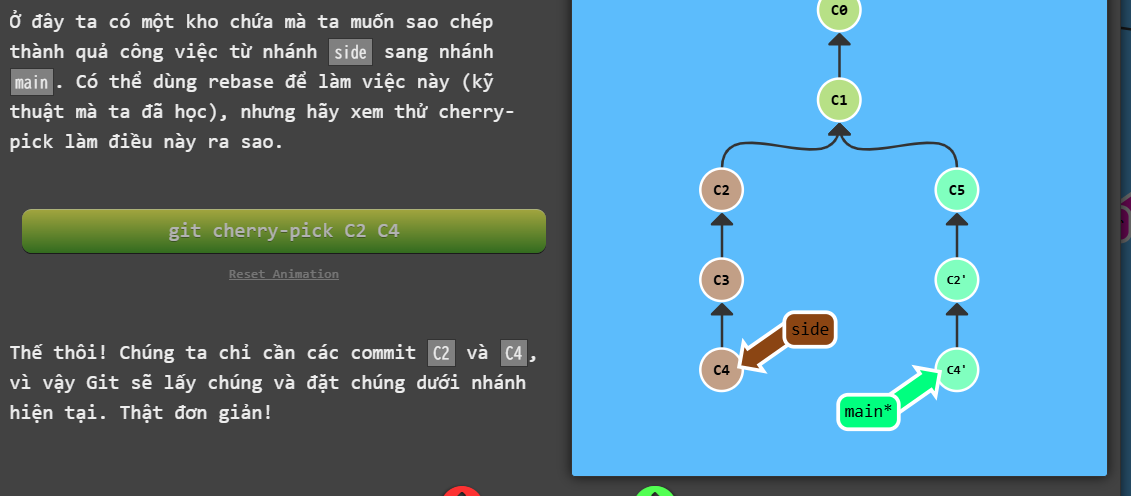 Ở đây ta có một kho chứa mà ta muốn sao chép
thành quả công việc từ nhánh side sang nhánh
main. Có thể dùng rebase để làm việc này (kỹ
thuật mà ta đã học), nhưng hãy xem thử cherry-
pick làm điều này ra sao.
git cherry-pick C2 C4
Reset Animation
Thế thôi! Chúng ta chỉ cần các commit C2 và C4,
vì vậy Git sẽ lấy chúng và đặt chúng dưới nhánh
hiện tại. Thật đơn giản!
C0
C1
C2
C5
C3
C2'
side
C4
C4'
main*